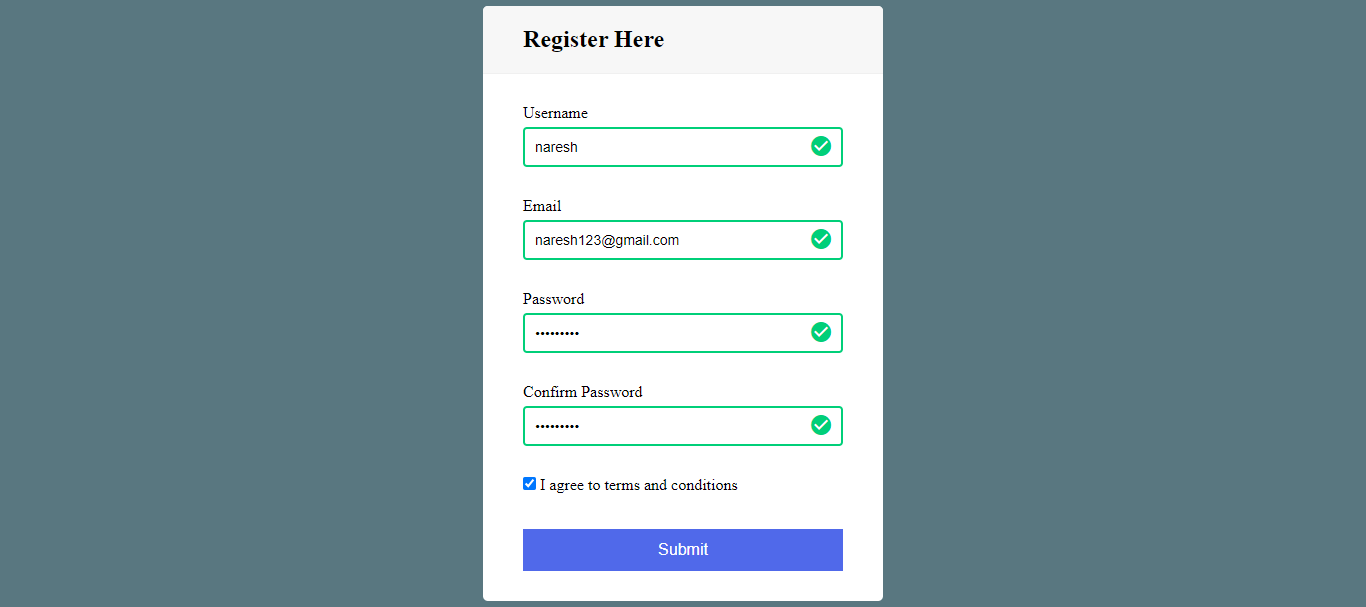 Register Here
Username
naresh
Email
naresh123@gmail.com
Password
•••••••••
Confirm Password
•••••••••
I agree to terms and conditions
Submit